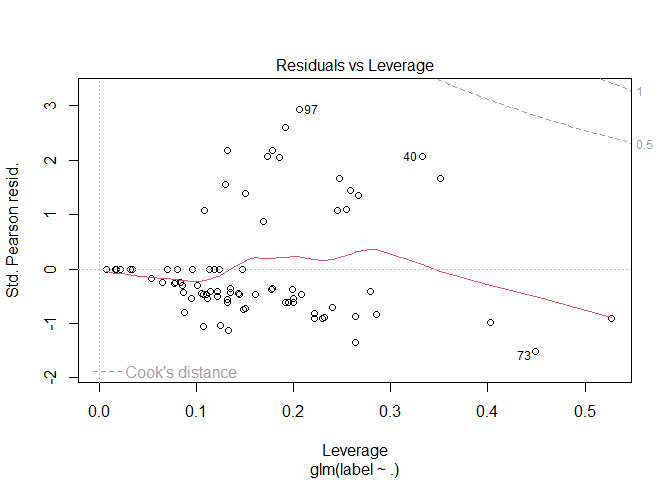 Residuals vs Leverage
Std. Pearson resid.
3
2
1
0
-1
-2
97
40
73
1
0.5
Cook's distance
0.0 0.1 0.2 0.3 0.4 0.5
Leverage
glm(label ~ .)